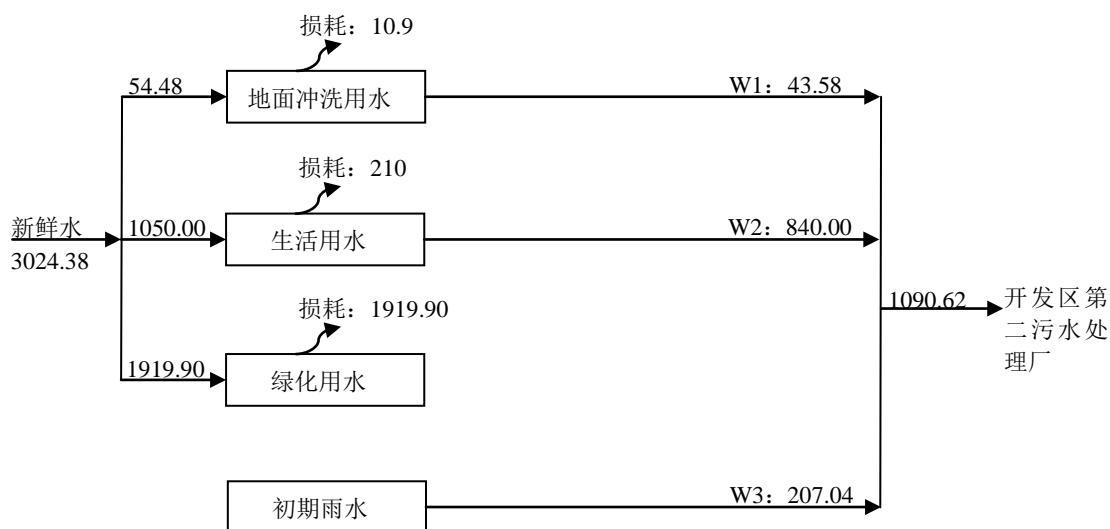 损耗：10.9
54.48
地面冲洗用水
W1：43.58
损耗：210
新鲜水
3024.38
1050.00
生活用水
W2：840.00
损耗：1919.90
1090.62
开发区第
二污水处
理厂
1919.90
绿化用水
初期雨水
W3：207.04